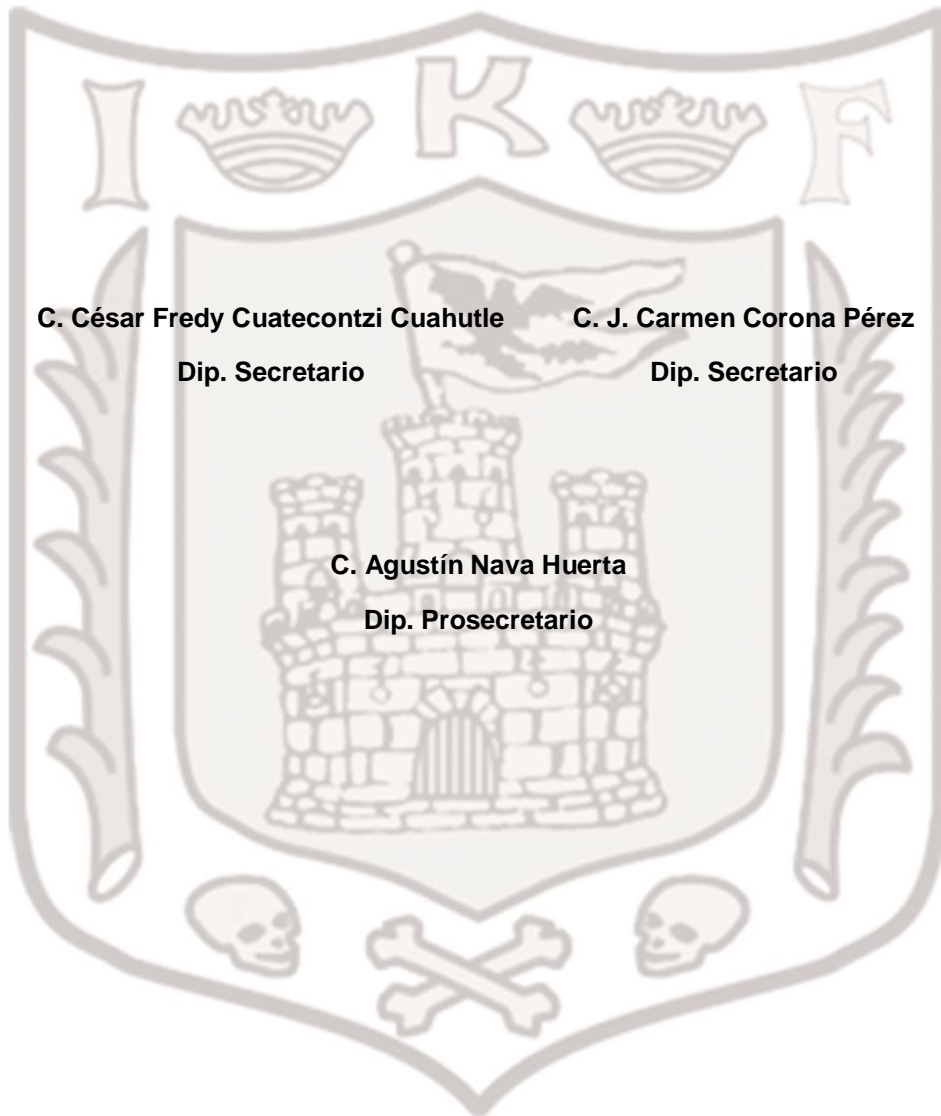 I K F
C. César Fredy Cuatecontzi Cuahutle
Dip. Secretario
C. J. Carmen Corona Pérez
Dip. Secretario
C. Agustín Nava Huerta
Dip. Prosecretario